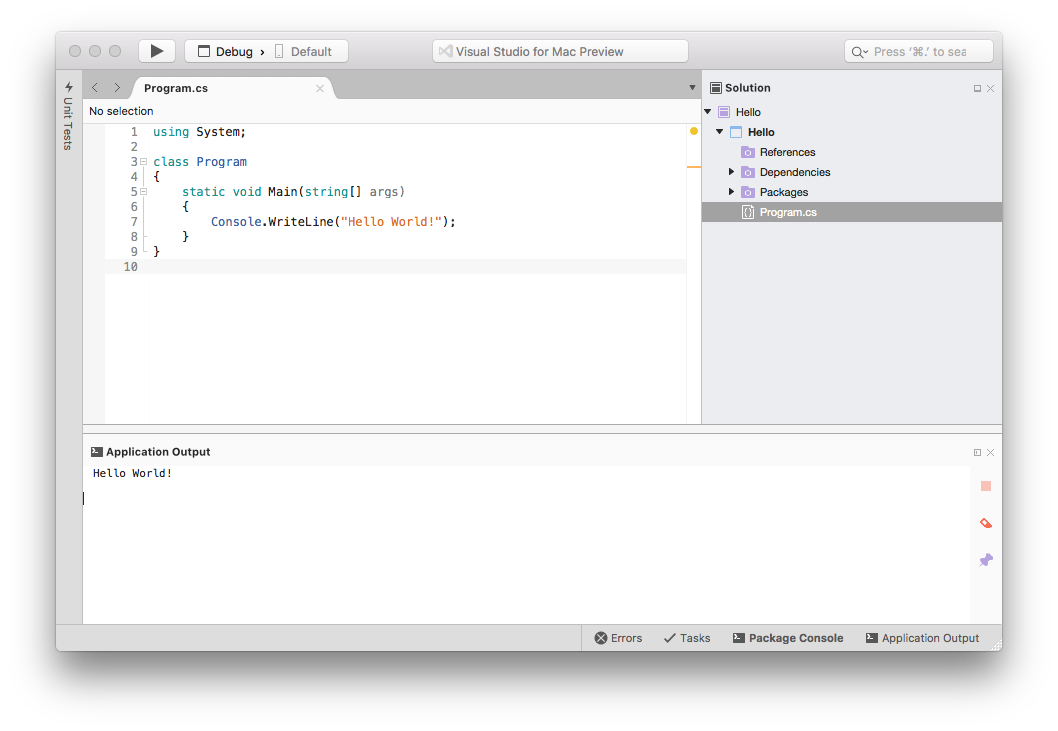 Debug › Default
Visual Studio for Mac Preview
Press ‘⌘.’ to sea
Unit Tests
Program.cs
No selection
1 using System;
2
3 class Program
4 {
5     static void Main(string[] args)
6     {
7         Console.WriteLine("Hello World!");
8     }
9 }
10
Solution
Hello
Hello
References
Dependencies
Packages
Program.cs
Application Output
Hello World!
Errors
Tasks
Package Console
Application Output